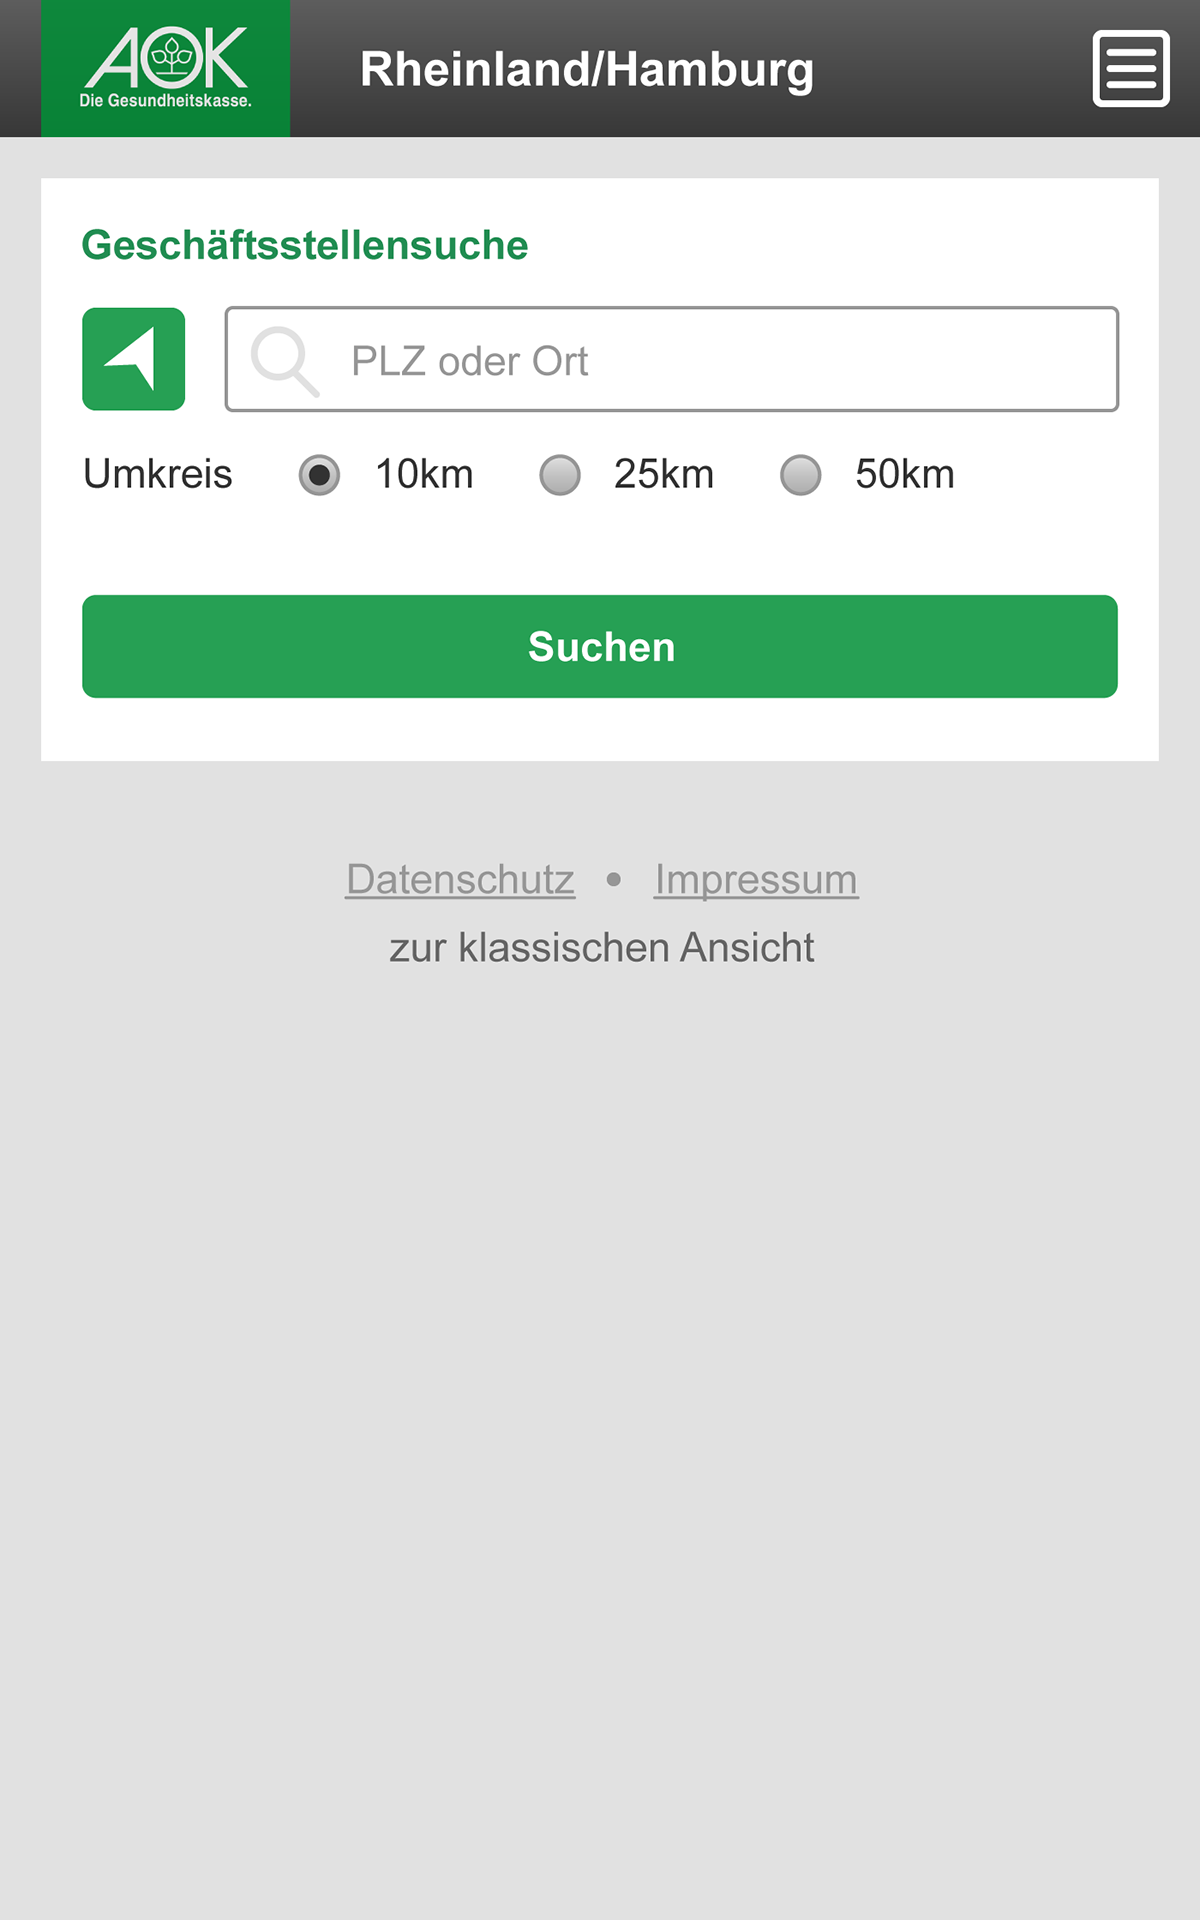 AOK
Die Gesundheitskasse.
Rheinland/Hamburg
Geschäftsstellensuche
PLZ oder Ort
Umkreis 10km 25km 50km
Suchen
Datenschutz • Impressum
zur klassischen Ansicht